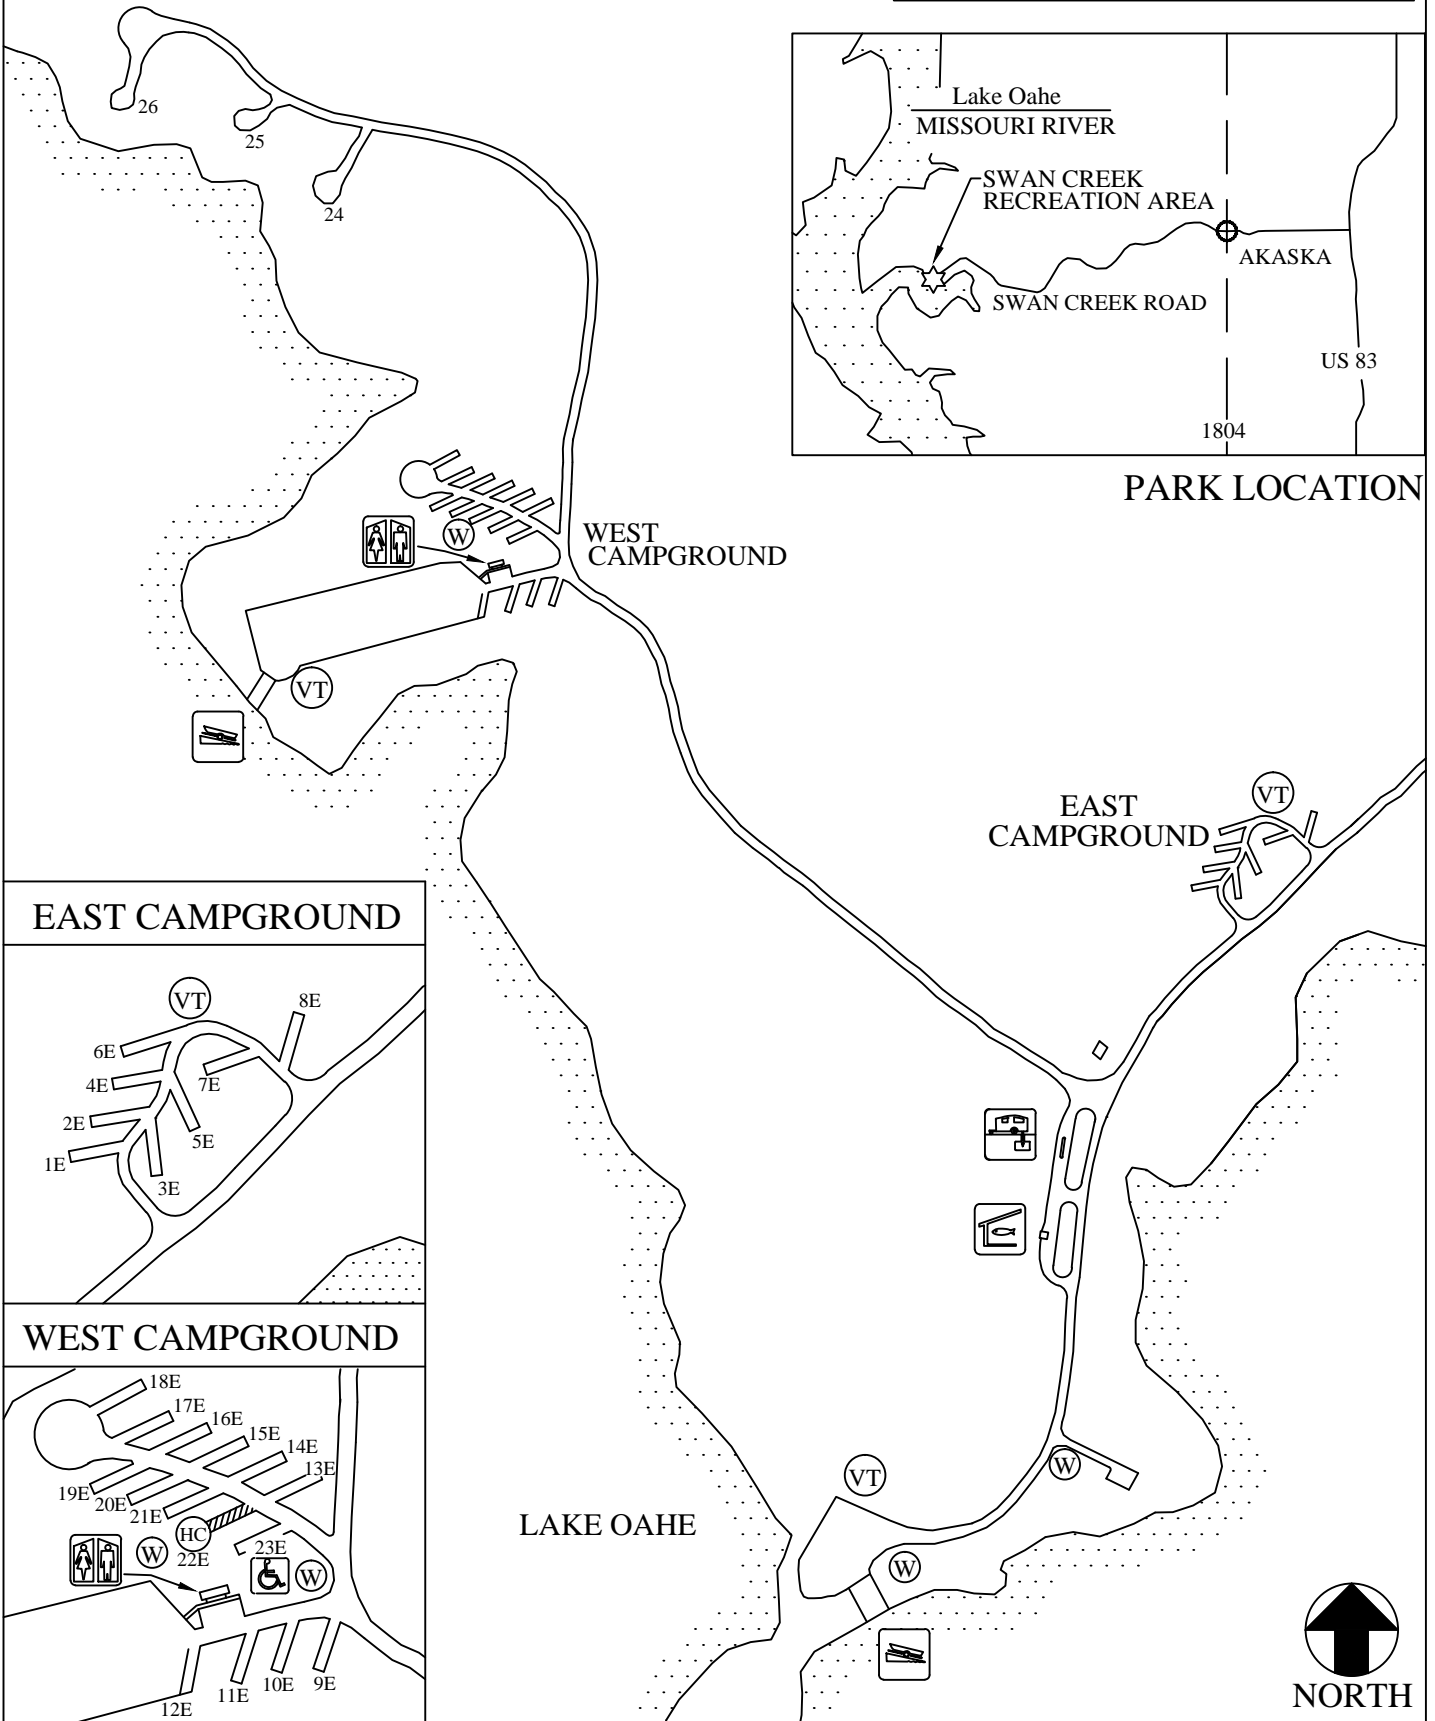 26
25
24
Lake Oahe
MISSOURI RIVER
SWAN CREEK
RECREATION AREA
AKASKA
SWAN CREEK ROAD
US 83
1804
PARK LOCATION
W
WEST
CAMPGROUND
VT
VT
EAST
CAMPGROUND
EAST CAMPGROUND
VT
8E
6E
4E
7E
2E
5E
1E
3E
WEST CAMPGROUND
18E
17E
16E
15E
14E
13E
19E
20E
21E
HC
22E
23E
W
W
9E
10E
11E
12E
VT
W
LAKE OAHE
W
NORTH